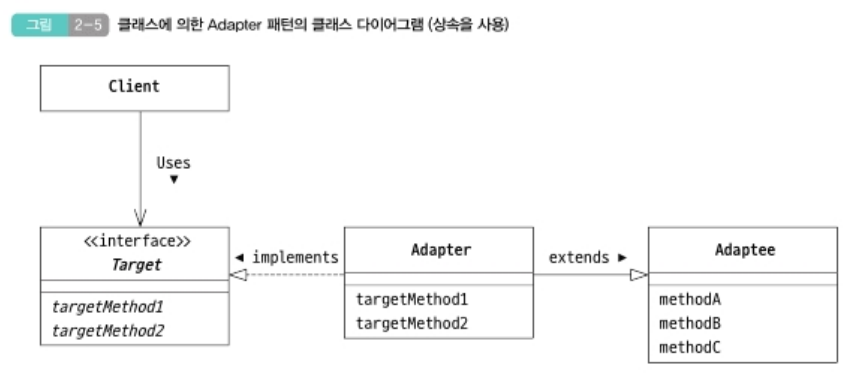 그림 2-5 클래스에 의한 Adapter 패턴의 클래스 다이어그램 (상속을 사용)
Client
Uses
▼
<<interface>>
Target
targetMethod1
targetMethod2
◄ implements
Adapter
targetMethod1
targetMethod2
extends ►
Adaptee
methodA
methodB
methodC